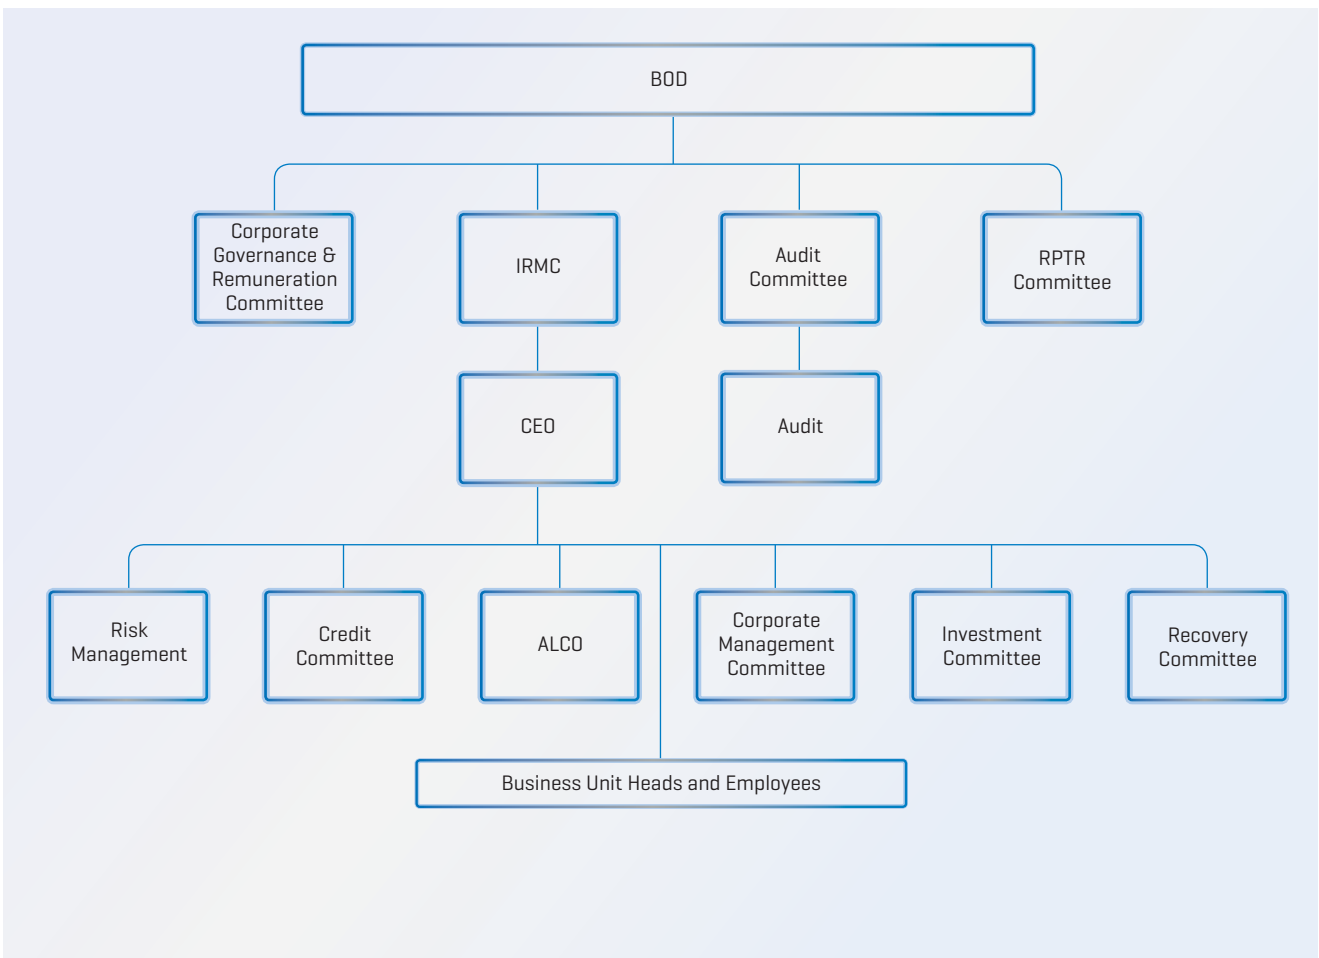 BOD
Corporate
Governance &
Remuneration
Committee
IRMC
Audit
Committee
RPTR
Committee
CEO
Audit
Risk
Management
Credit
Committee
ALCO
Corporate
Management
Committee
Investment
Committee
Recovery
Committee
Business Unit Heads and Employees